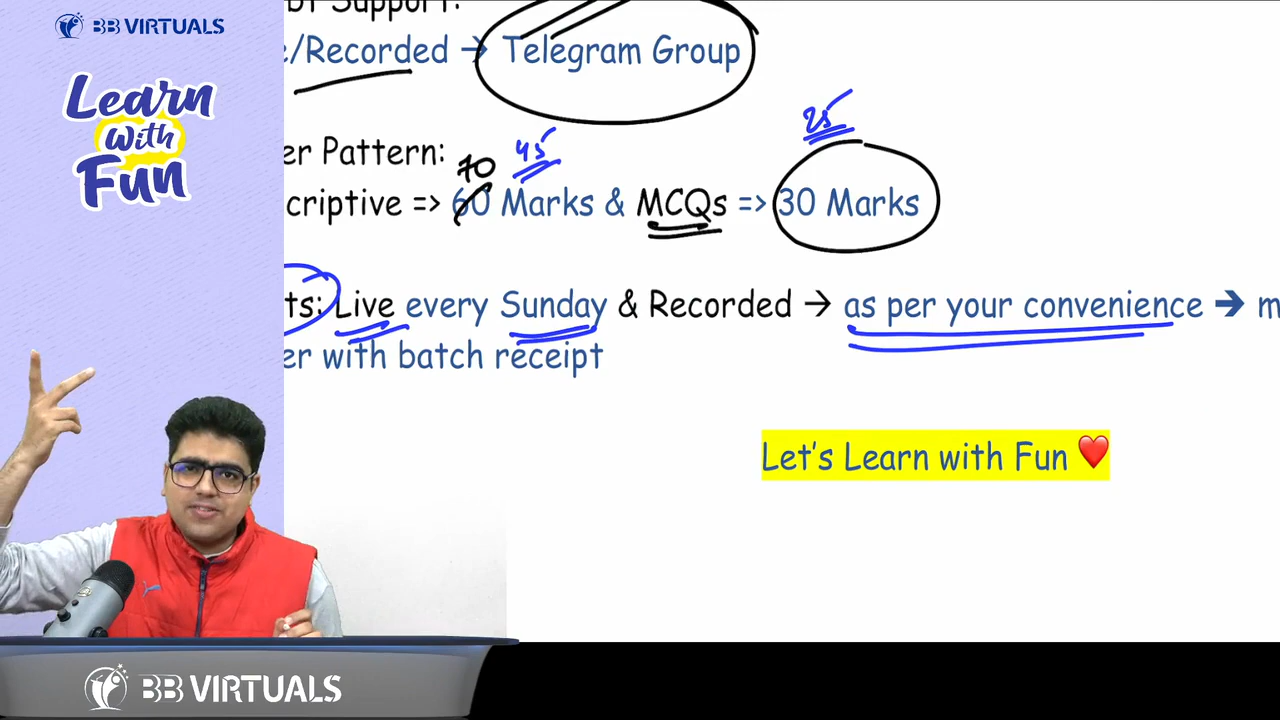 BB VIRTUALS
Learn
With
Fun
bt Support:
e/Recorded → Telegram Group
25
er Pattern:
70 45
criptive => 60 Marks & MCQs => 30 Marks
ts: Live every Sunday & Recorded → as per your convenience → m
er with batch receipt
Let's Learn with Fun ❤️
BB VIRTUALS